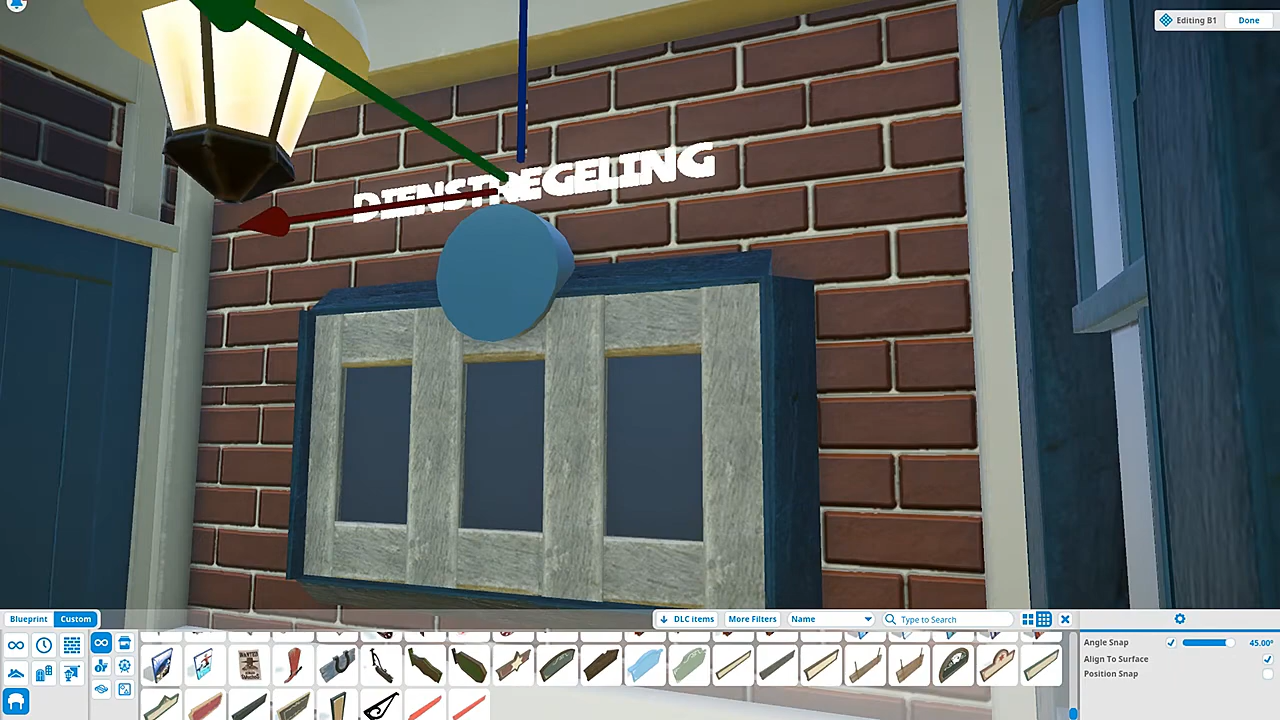 Editing B1 Done
DIENSTREGELING
Blueprint Custom
DLC items More Filters Name Type to Search
Angle Snap 45.00°
Align To Surface
Position Snap
WANTED